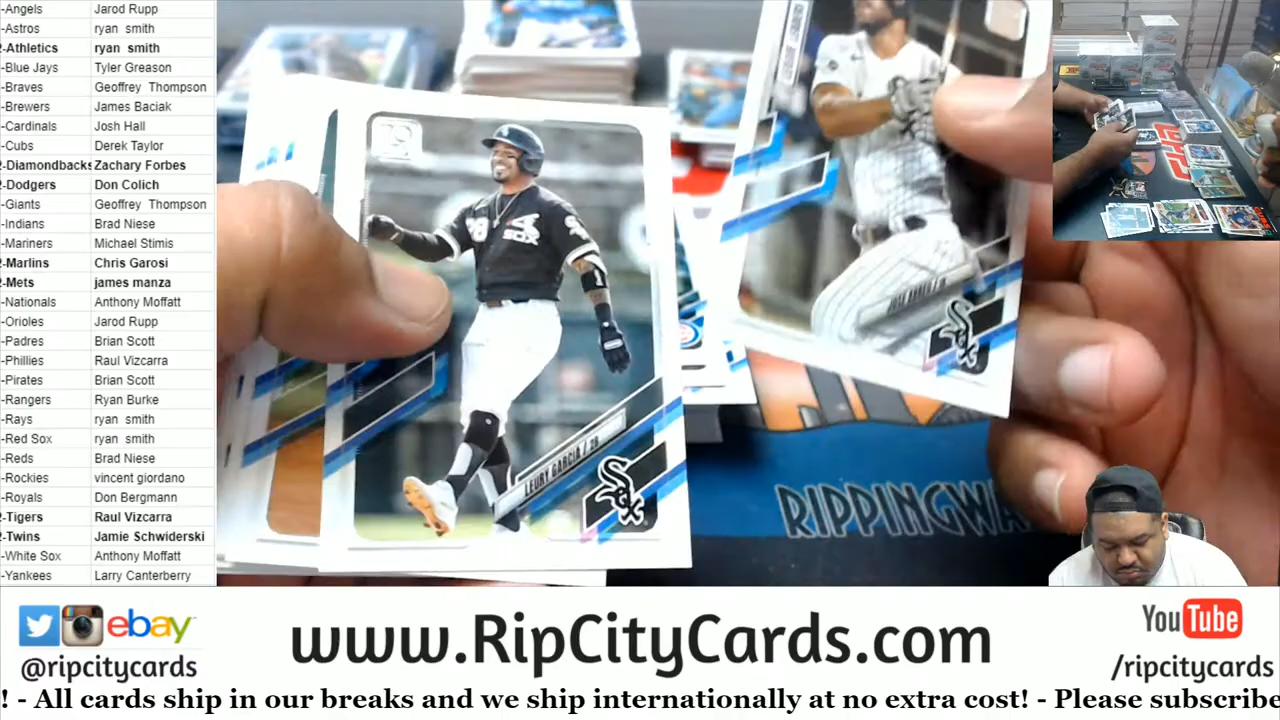 -Angels Jarod Rupp
-Astros ryan smith
-Athletics ryan smith
-Blue Jays Tyler Greason
-Braves Geoffrey Thompson
-Brewers James Baciak
-Cardinals Josh Hall
-Cubs Derek Taylor
-Diamondbacks Zachary Forbes
-Dodgers Don Colich
-Giants Geoffrey Thompson
-Indians Brad Niese
-Mariners Michael Stimis
-Marlins Chris Garosi
-Mets james manza
-Nationals Anthony Moffatt
-Orioles Jarod Rupp
-Padres Brian Scott
-Phillies Raul Vizcarra
-Pirates Brian Scott
-Rangers Ryan Burke
-Rays ryan smith
-Red Sox ryan smith
-Reds Brad Niese
-Rockies vincent giordano
-Royals Don Bergmann
-Tigers Raul Vizcarra
-Twins Jamie Schwiderski
-White Sox Anthony Moffatt
-Yankees Larry Canterberry
28
SOX
LEURY GARCIA / 2B
SOX
RIPPINGWA
ebay
@ripcitycards
www.RipCityCards.com
YouTube
/ripcitycards
! - All cards ship in our breaks and we ship internationally at no extra cost! - Please subscribe